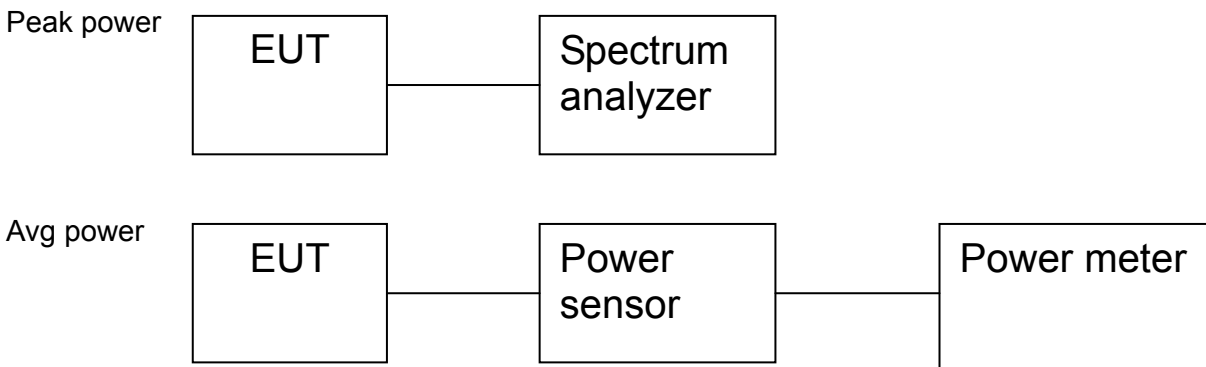 Peak power
EUT
Spectrum
analyzer
Avg power
EUT
Power
sensor
Power meter